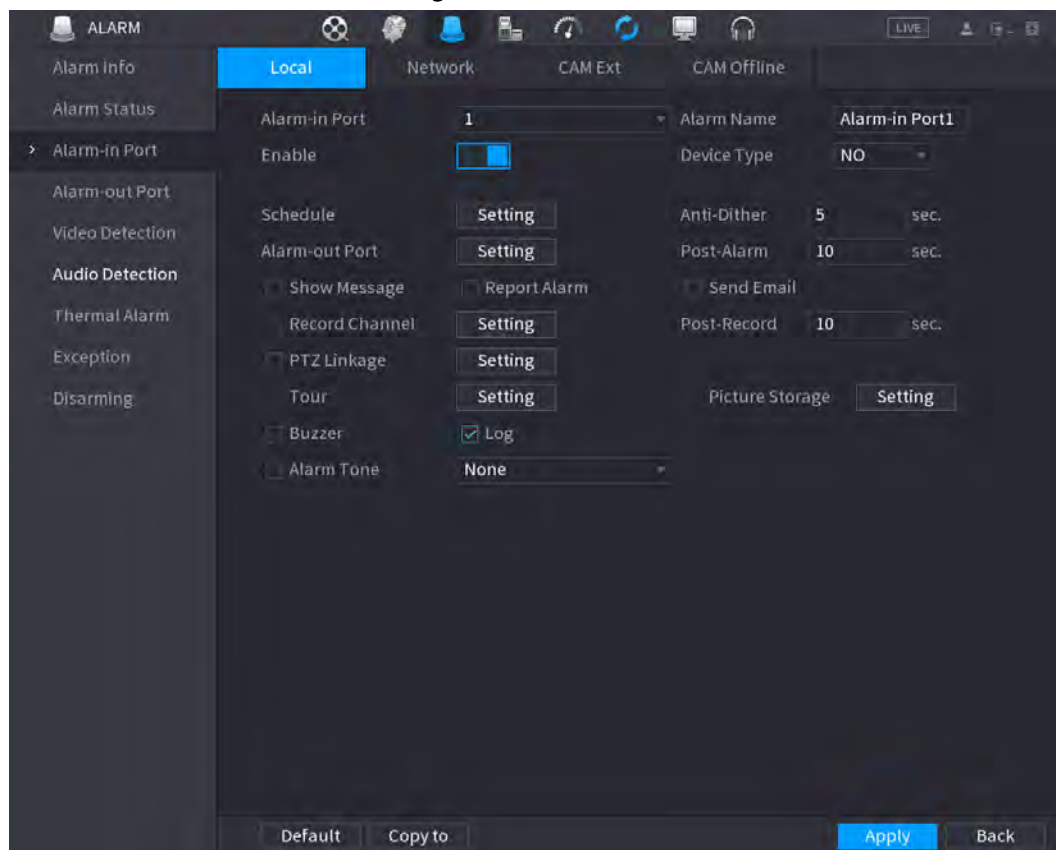 ALARM LIVE
Alarm Info
Alarm Status
Alarm-in Port
Alarm-out Port
Video Detection
Audio Detection
Thermal Alarm
Exception
Disarming
Local Network CAM Ext CAM Offline
Alarm-in Port 1 Alarm Name Alarm-in Port1
Enable Device Type NO
Schedule Setting Anti-Dither 5 sec.
Alarm-out Port Setting Post-Alarm 10 sec.
Show Message Report Alarm Send Email
Record Channel Setting Post-Record 10 sec.
PTZ Linkage Setting
Tour Setting Picture Storage Setting
Buzzer Log
Alarm Tone None
Default Copy to Apply Back